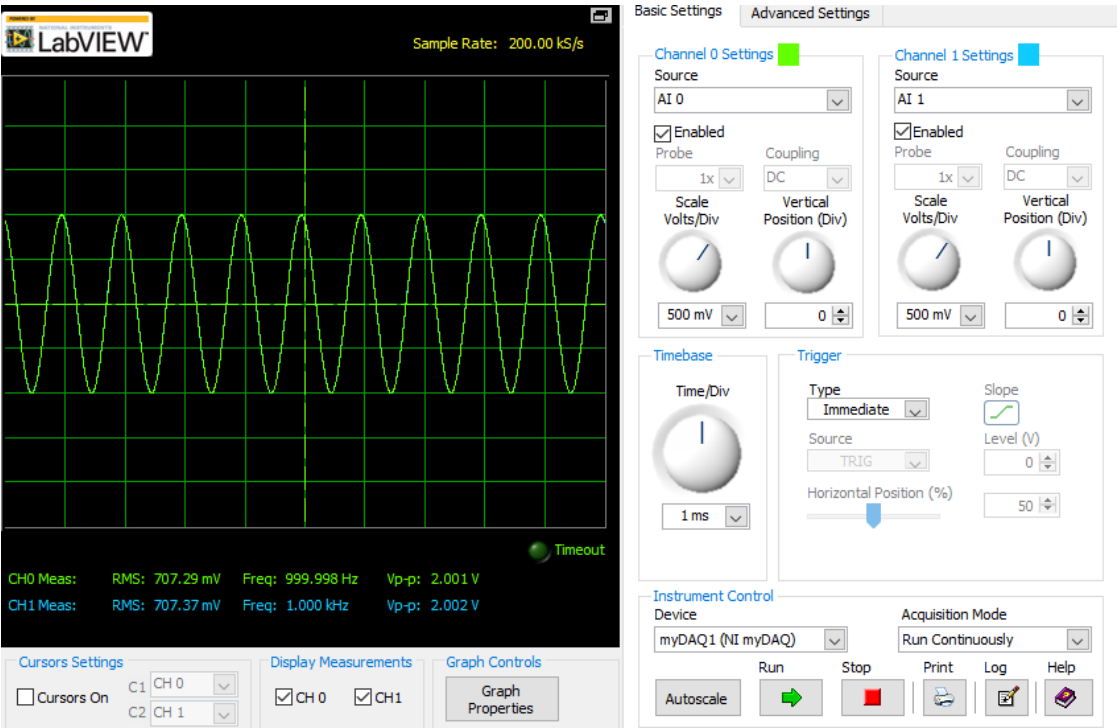 POWERED BY
NATIONAL INSTRUMENTS
LabVIEW™
Sample Rate: 200.00 kS/s
Timeout
CH0 Meas: RMS: 707.29 mV Freq: 999.998 Hz Vp-p: 2.001 V
CH1 Meas: RMS: 707.37 mV Freq: 1.000 kHz Vp-p: 2.002 V
Cursors Settings
Cursors On
C1 CH 0
C2 CH 1
Display Measurements
CH 0 CH1
Graph Controls
Graph
Properties
Basic Settings Advanced Settings
Channel 0 Settings
Source
AI 0
Enabled
Probe Coupling
1x DC
Scale Vertical
Volts/Div Position (Div)
500 mV 0
Channel 1 Settings
Source
AI 1
Enabled
Probe Coupling
1x DC
Scale Vertical
Volts/Div Position (Div)
500 mV 0
Timebase
Time/Div
1 ms
Trigger
Type Slope
Immediate
Source Level (V)
TRIG 0
Horizontal Position (%)
50
Instrument Control
Device Acquisition Mode
myDAQ1 (NI myDAQ) Run Continuously
Run Stop Print Log Help
Autoscale